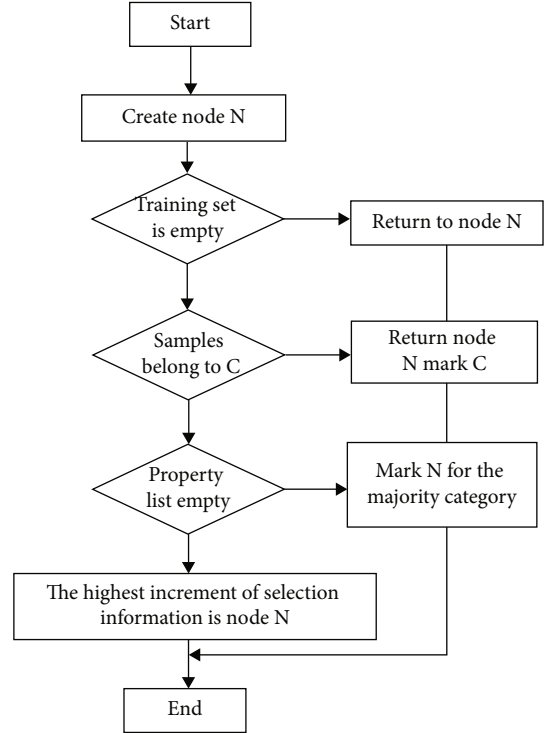 Start
Create node N
Training set
is empty
Return to node N
Samples
belong to C
Return node
N mark C
Property
list empty
Mark N for the
majority category
The highest increment of selection
information is node N
End